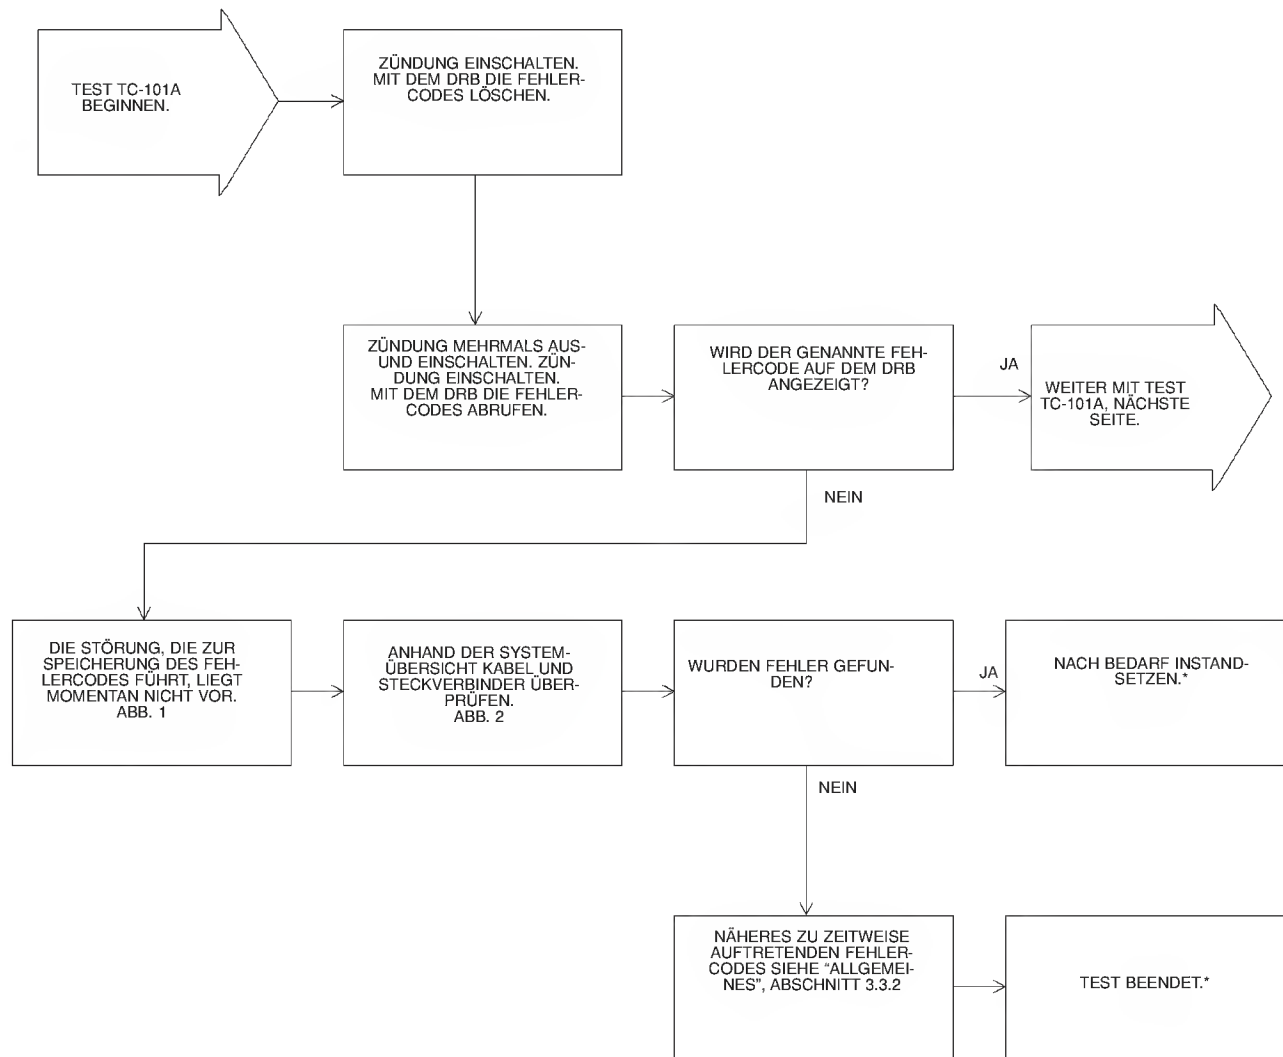 TEST TC-101A
BEGINNEN.
ZÜNDUNG EINSCHALTEN.
MIT DEM DRB DIE FEHLER-
CODES LÖSCHEN.
ZÜNDUNG MEHRMALS AUS-
UND EINSCHALTEN. ZÜN-
DUNG EINSCHALTEN.
MIT DEM DRB DIE FEHLER-
CODES ABRUFEN.
WIRD DER GENANNTE FEH-
LERCODE AUF DEM DRB
ANGEZEIGT?
JA
WEITER MIT TEST
TC-101A, NÄCHSTE
SEITE.
NEIN
DIE STÖRUNG, DIE ZUR
SPEICHERUNG DES FEH-
LERCODES FÜHRT, LIEGT
MOMENTAN NICHT VOR.
ABB. 1
ANHAND DER SYSTEM-
ÜBERSICHT KABEL UND
STECKVERBINDER ÜBER-
PRÜFEN.
ABB. 2
WURDEN FEHLER GEFUN-
DEN?
JA
NACH BEDARF INSTAND-
SETZEN.*
NEIN
NÄHERES ZU ZEITWEISE
AUFTRETENDEN FEHLER-
CODES SIEHE "ALLGEMEI-
NES", ABSCHNITT 3.3.2
TEST BEENDET.*